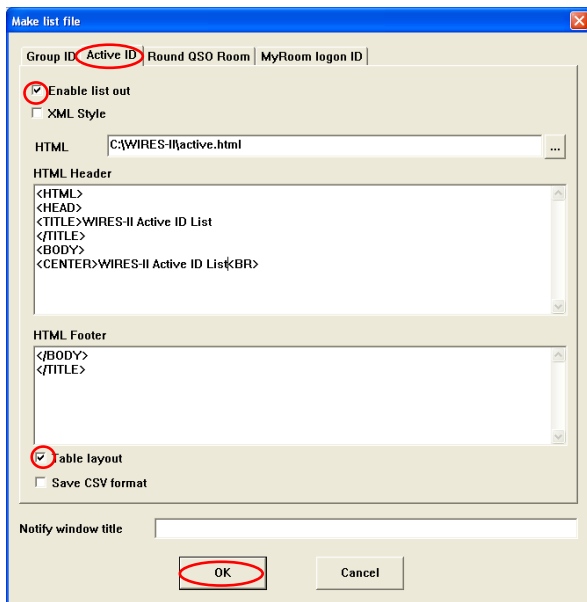 Make list file
Group ID Active ID Round QSO Room MyRoom logon ID
Enable list out
XML Style
HTML C:\WIRES-II\active.html ...
HTML Header
<HTML>
<HEAD>
<TITLE>WIRES-II Active ID List
</TITLE>
<BODY>
<CENTER>WIRES-II Active ID List<BR>
HTML Footer
</BODY>
</TITLE>
Table layout
Save CSV format
Notify window title
OK Cancel